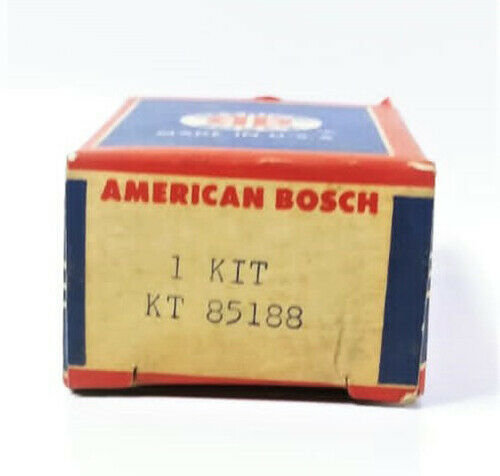 MADE IN U.S.A.
AMERICAN BOSCH
1 KIT
KT 85188